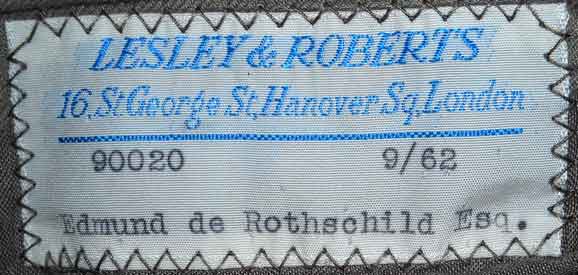 LESLEY & ROBERTS
16, St George St, Hanover Sq, London
90020 9/62
Edmund de Rothschild Esq.